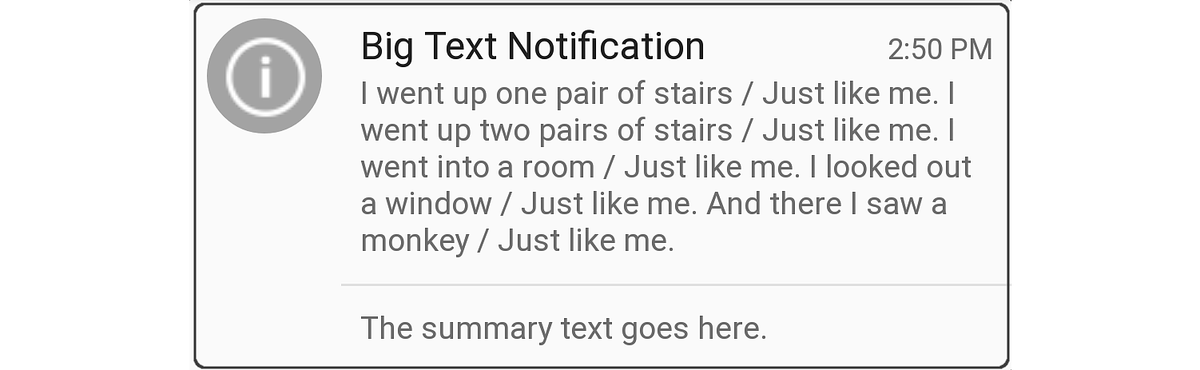 Big Text Notification
2:50 PM
I went up one pair of stairs / Just like me. I
went up two pairs of stairs / Just like me. I
went into a room / Just like me. I looked out
a window / Just like me. And there I saw a
monkey / Just like me.
The summary text goes here.